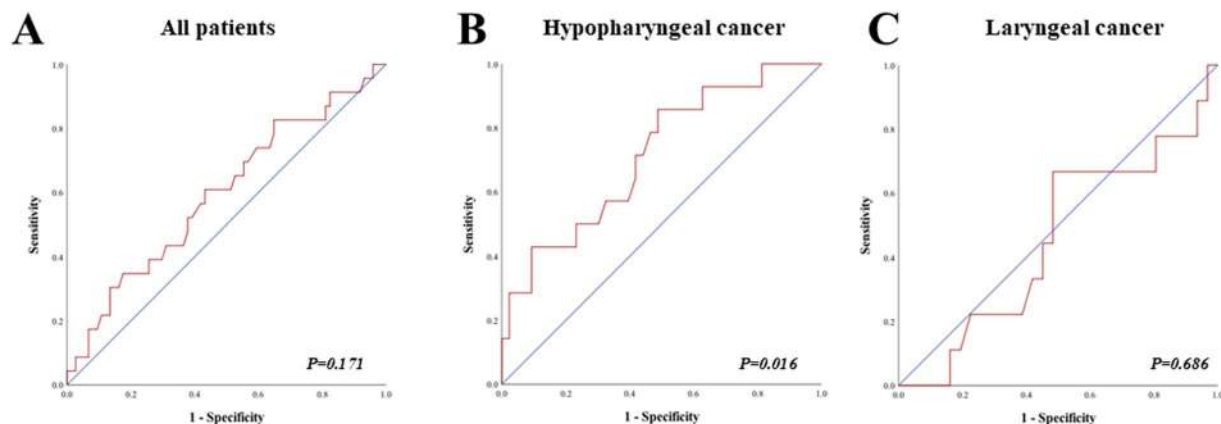 A All patients
Sensitivity
1.0
0.8
0.6
0.4
0.2
0.0
0.0 0.2 0.4 0.6 0.8 1.0
1 - Specificity
P=0.171
B Hypopharyngeal cancer
Sensitivity
1.0
0.8
0.6
0.4
0.2
0.0
0.0 0.2 0.4 0.6 0.8 1.0
1 - Specificity
P=0.016
C Laryngeal cancer
Sensitivity
1.0
0.8
0.6
0.4
0.2
0.0
0.0 0.2 0.4 0.6 0.8 1.0
1 - Specificity
P=0.686